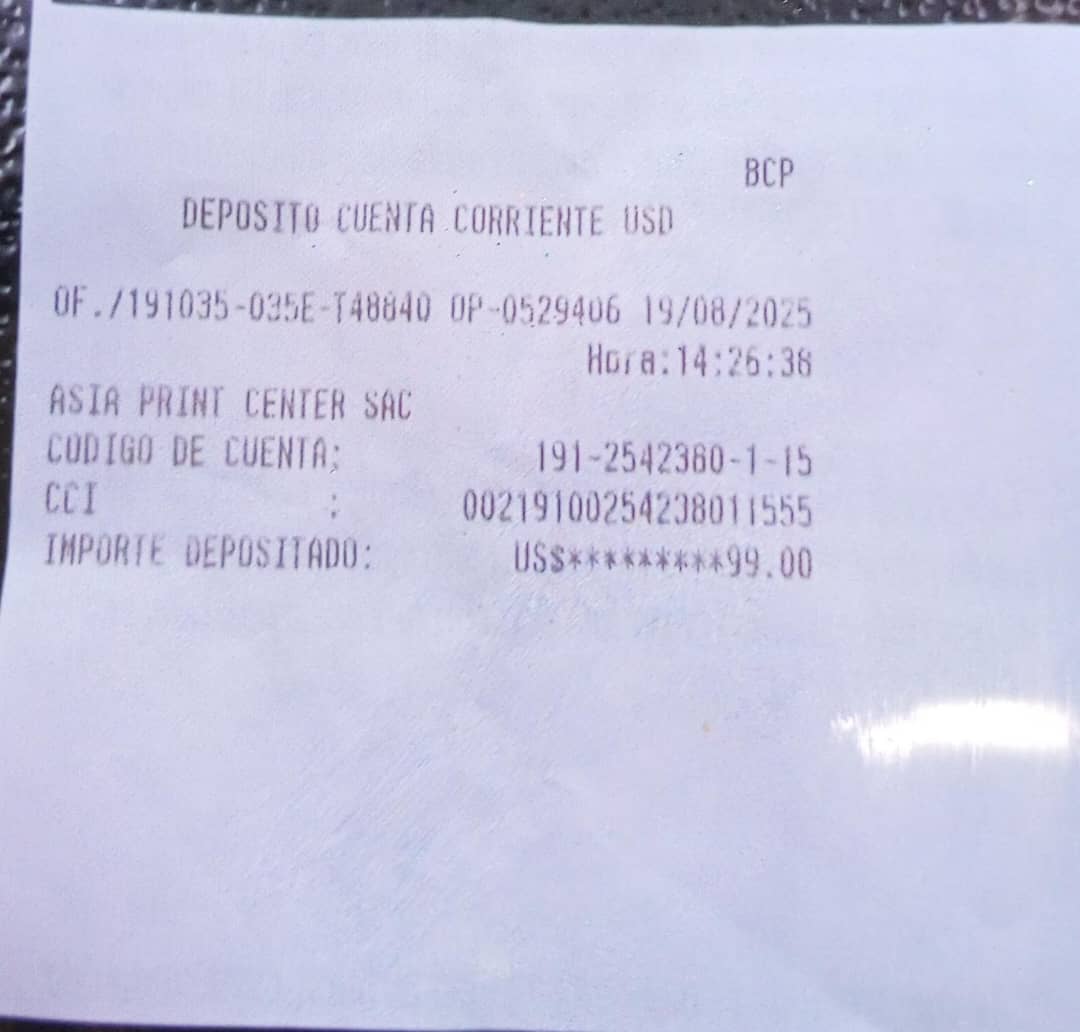 BCP
DEPOSITO CUENTA CORRIENTE USD
OF./191035-035E-T48840 OP-0529406 19/08/2025
Hora:14:26:38
ASIA PRINT CENTER SAC
CODIGO DE CUENTA: 191-2542380-1-15
CCI : 00219100254238011555
IMPORTE DEPOSITADO: US$*********99.00